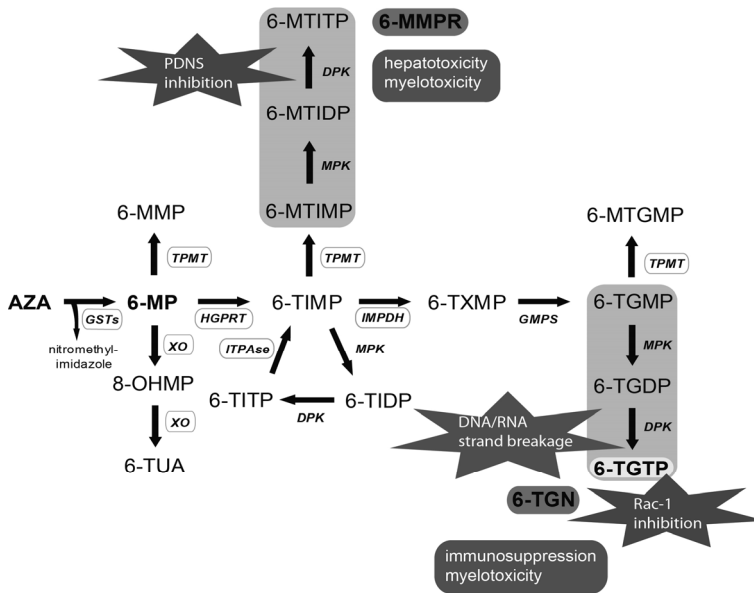 6-MTITP
6-MMPR
PDNS
inhibition
DPK
hepatotoxicity
myelotoxicity
6-MTIDP
MPK
6-MMP
6-MTIMP
6-MTGMP
TPMT
TPMT
TPMT
AZA
6-MP
6-TIMP
6-TXMP
6-TGMP
GSTs
HGPRT
IMPDH
GMPS
nitromethyl-
imidazole
XO
ITPAse
MPK
MPK
8-OHMP
6-TITP
6-TIDP
6-TGDP
DPK
XO
DNA/RNA
strand breakage
DPK
6-TUA
6-TGTP
6-TGN
Rac-1
inhibition
immunosuppression
myelotoxicity